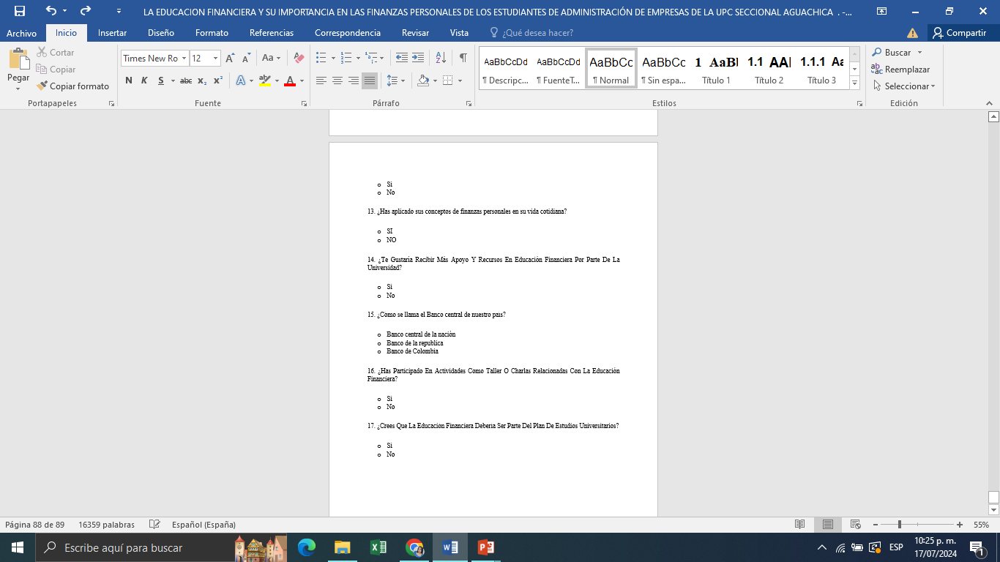 LA EDUCACION FINANCIERA Y SU IMPORTANCIA EN LAS FINANZAS PERSONALES DE LOS ESTUDIANTES DE ADMINISTRACIÓN DE EMPRESAS DE LA UPC SECCIONAL AGUACHICA . -...
Archivo Inicio Insertar Diseño Formato Referencias Correspondencia Revisar Vista ¿Qué desea hacer? Compartir
Pegar
Cortar
Copiar
Copiar formato
Portapapeles
Times New Ro 12
N K S abc x₂ x²
Fuente
Párrafo
AaBbCcDd AaBbCcDd AaBbCc AaBbCc 1 AaBl 1.1 AAI 1.1.1 Aa
¶ Descripc... ¶ FuenteT... ¶ Normal ¶ Sin espa... Título 1 Título 2 Título 3
Estilos
Buscar
Reemplazar
Seleccionar
Edición
o Si
o No
13. ¿Has aplicado sus conceptos de finanzas personales en su vida cotidiana?
o SI
o NO
14. ¿Te Gustaría Recibir Más Apoyo Y Recursos En Educación Financiera Por Parte De La
Universidad?
o Si
o No
15. ¿Como se llama el Banco central de nuestro país?
o Banco central de la nación
o Banco de la republica
o Banco de Colombia
16. ¿Has Participado En Actividades Como Taller O Charlas Relacionadas Con La Educación
Financiera?
o Si
o No
17. ¿Crees Que La Educación Financiera Debería Ser Parte Del Plan De Estudios Universitarios?
o Si
o No
Página 88 de 89 16359 palabras Español (España) 55%
Escribe aquí para buscar
ESP
10:25 p. m.
17/07/2024
1